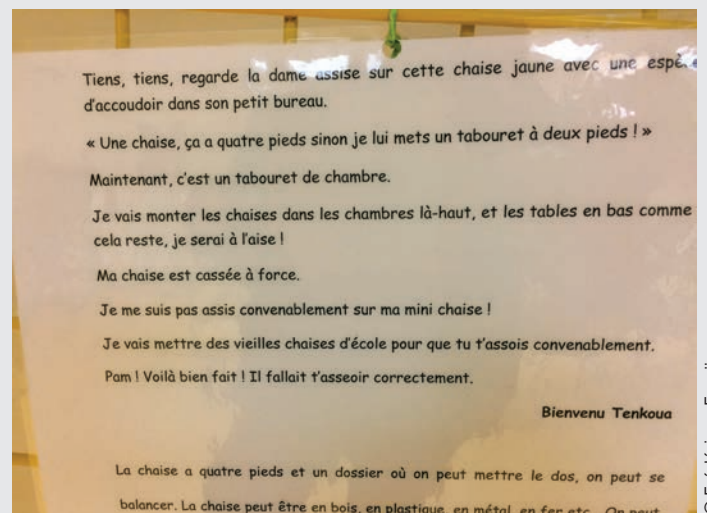 Tiens, tiens, regarde la dame assise sur cette chaise jaune avec une espèce
d'accoudoir dans son petit bureau.
« Une chaise, ça a quatre pieds sinon je lui mets un tabouret à deux pieds ! »
Maintenant, c'est un tabouret de chambre.
Je vais monter les chaises dans les chambres là-haut, et les tables en bas comme
cela reste, je serai à l'aise !
Ma chaise est cassée à force.
Je me suis pas assis convenablement sur ma mini chaise !
Je vais mettre des vieilles chaises d'école pour que tu t'assois convenablement.
Pam ! Voilà bien fait ! Il fallait t'asseoir correctement.
Bienvenu Tenkoua
La chaise a quatre pieds et un dossier où on peut mettre le dos, on peut se
balancer. La chaise peut être en bois, en plastique, en métal, en fer etc. On peut